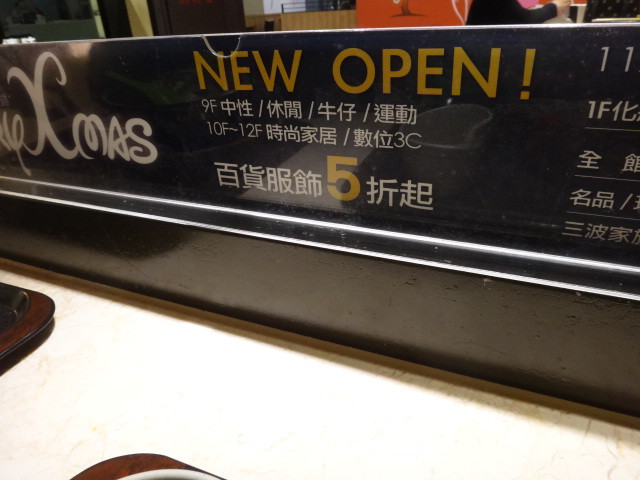 XMAS
NEW OPEN!
9F 中性/休閒/牛仔/運動
10F~12F 時尚家居/數位3C
百貨服飾5折起
11
1F化
全 館
名品/
三波家族